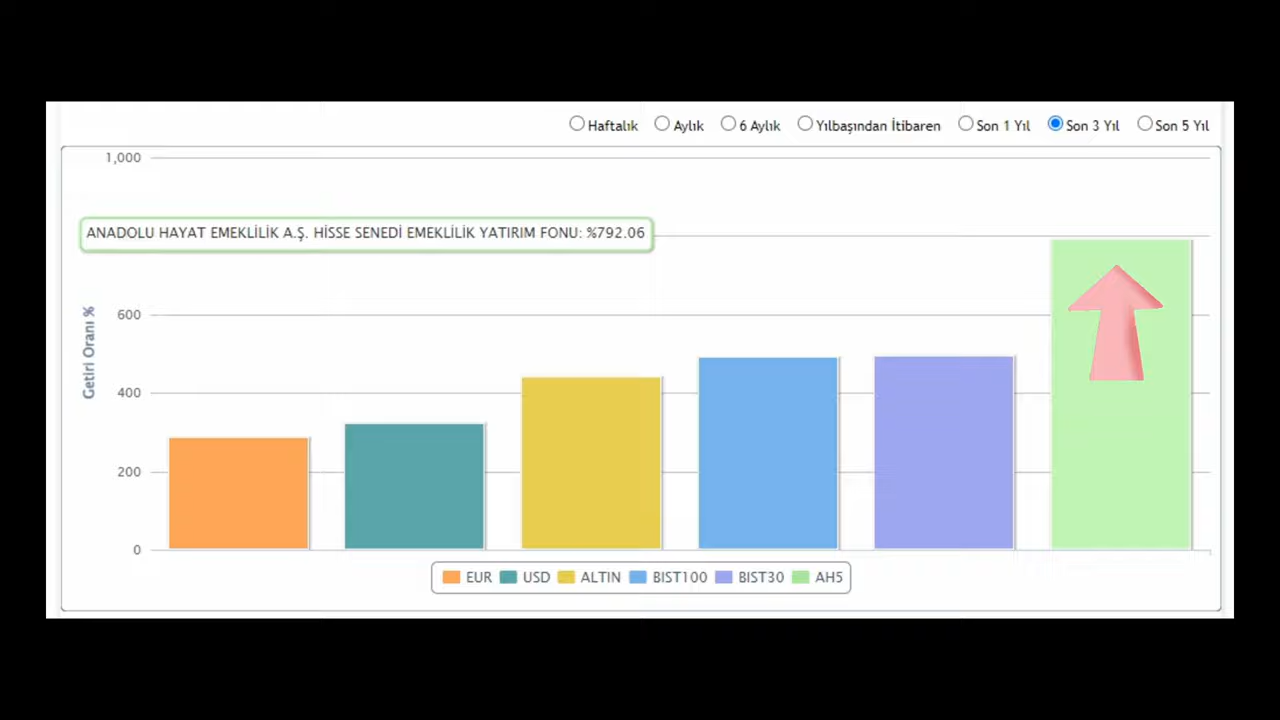 Haftalık Aylık 6 Aylık Yılbaşından İtibaren Son 1 Yıl Son 3 Yıl Son 5 Yıl
1,000
ANADOLU HAYAT EMEKLİLİK A.Ş. HİSSE SENEDİ EMEKLİLİK YATIRIM FONU: %792.06
600
Getiri Oranı %
400
200
0
EUR USD ALTIN BIST100 BIST30 AH5